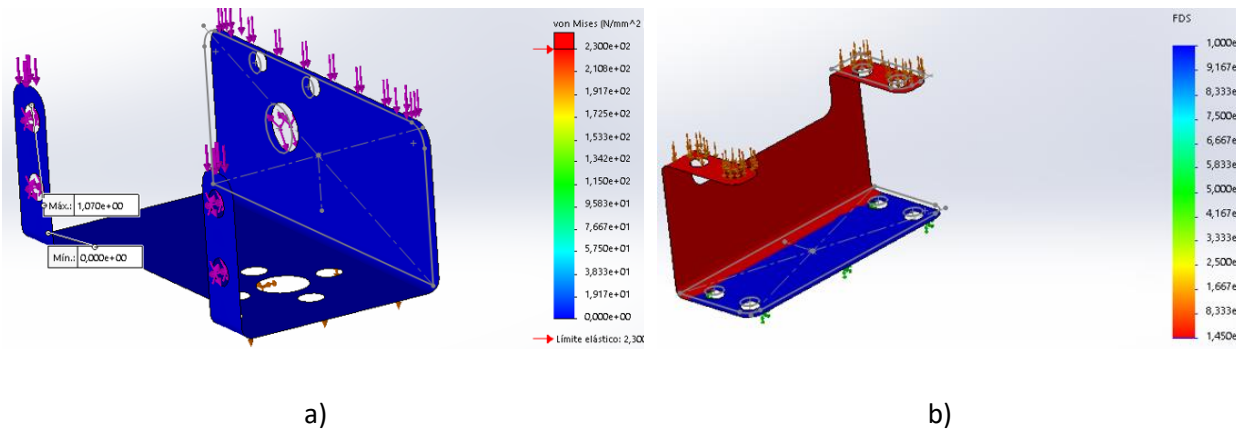 von Mises (N/mm^2
2,300e+02
2,108e+02
1,917e+02
1,725e+02
1,533e+02
1,342e+02
1,150e+02
9,583e+01
7,667e+01
5,750e+01
3,833e+01
1,917e+01
0,000e+00
Límite elástico: 2,30
Máx.: 1,070e+00
Mín.: 0,000e+00
FDS
1,000e
9,167e
8,333e
7,500e
6,667e
5,833e
5,000e
4,167e
3,333e
2,500e
1,667e
8,333e
1,450e
a)
b)